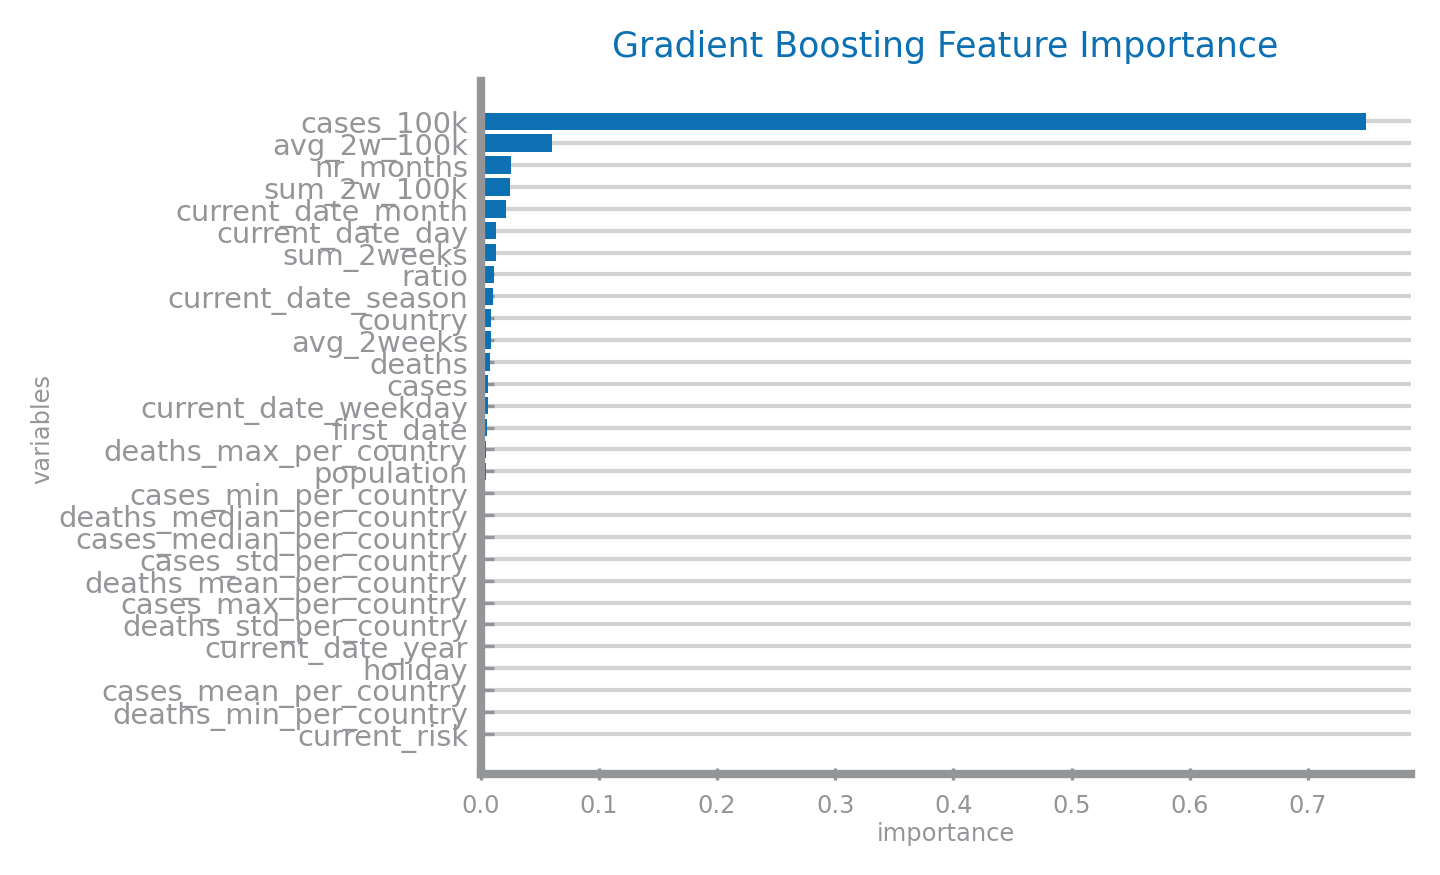 Gradient Boosting Feature Importance
cases_100k
avg_2w_100k
nr_months
sum_2w_100k
current_date_month
current_date_day
sum_2weeks
ratio
current_date_season
country
avg_2weeks
deaths
cases
current_date_weekday
first_date
deaths_max_per_country
population
cases_min_per_country
deaths_median_per_country
cases_median_per_country
cases_std_per_country
deaths_mean_per_country
cases_max_per_country
deaths_std_per_country
current_date_year
holiday
cases_mean_per_country
deaths_min_per_country
current_risk
variables
0.0 0.1 0.2 0.3 0.4 0.5 0.6 0.7
importance